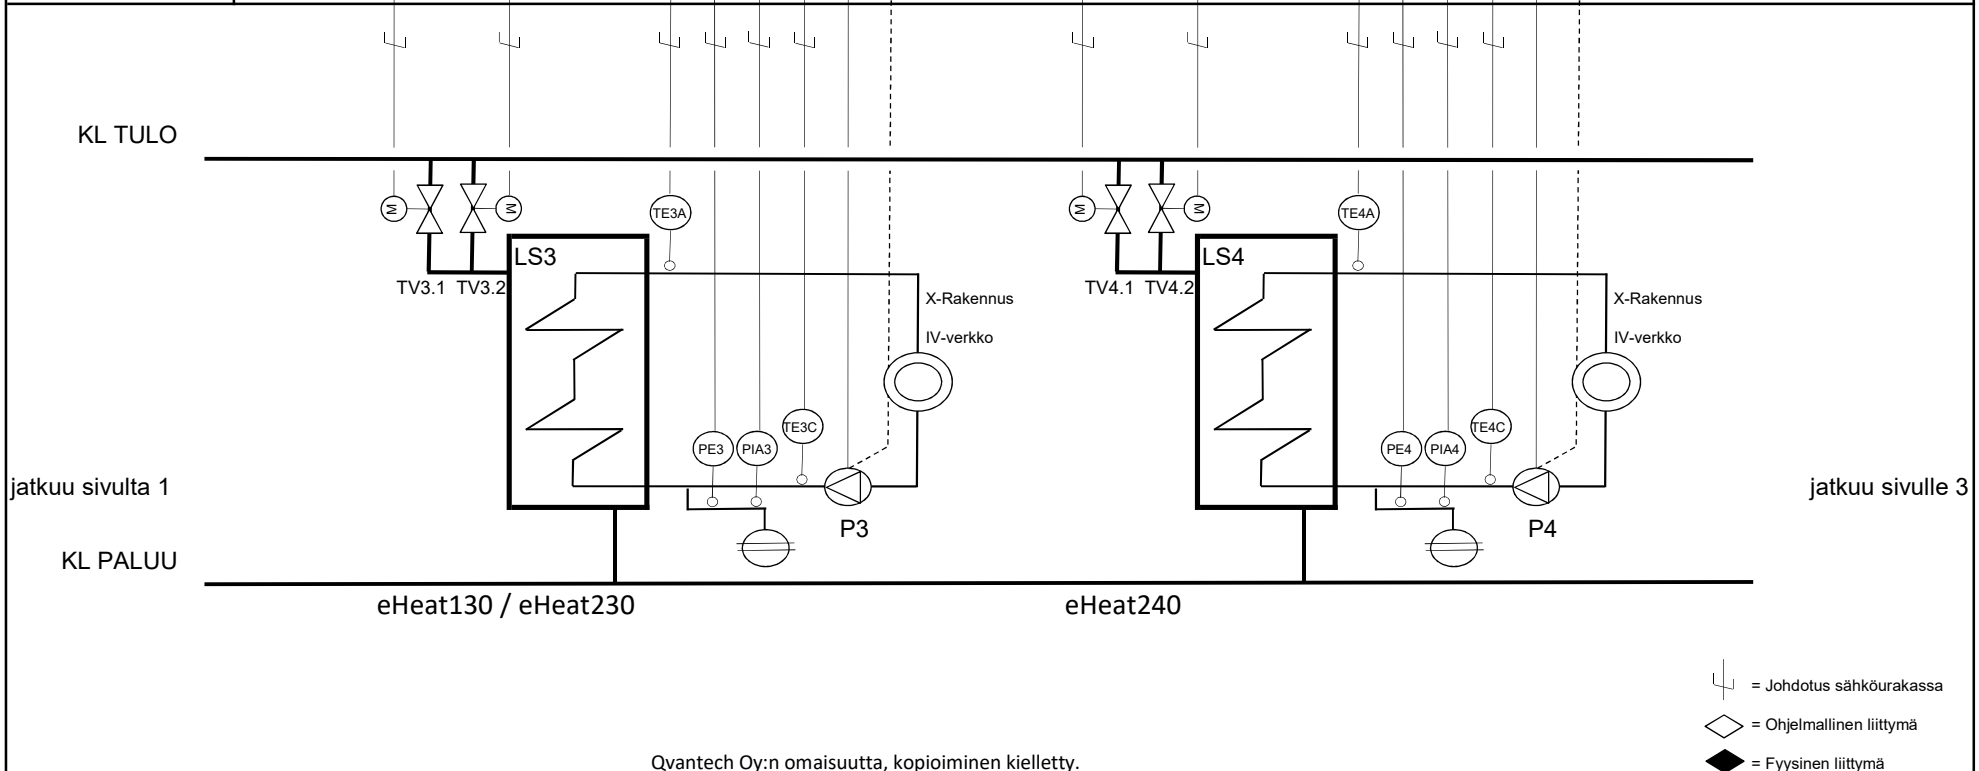 KL TULO
M
M
TE3A
M
M
TE4A
LS3
LS4
TV3.1 TV3.2
TV4.1 TV4.2
X-Rakennus
X-Rakennus
IV-verkko
IV-verkko
TE3C
TE4C
PE3
PIA3
PE4
PIA4
jatkuu sivulta 1
jatkuu sivulle 3
P3
P4
KL PALUU
eHeat130 / eHeat230
eHeat240
= Johdotus sähköurakassa
= Ohjelmallinen liittymä
= Fyysinen liittymä
Qvantech Oy:n omaisuutta, kopioiminen kielletty.